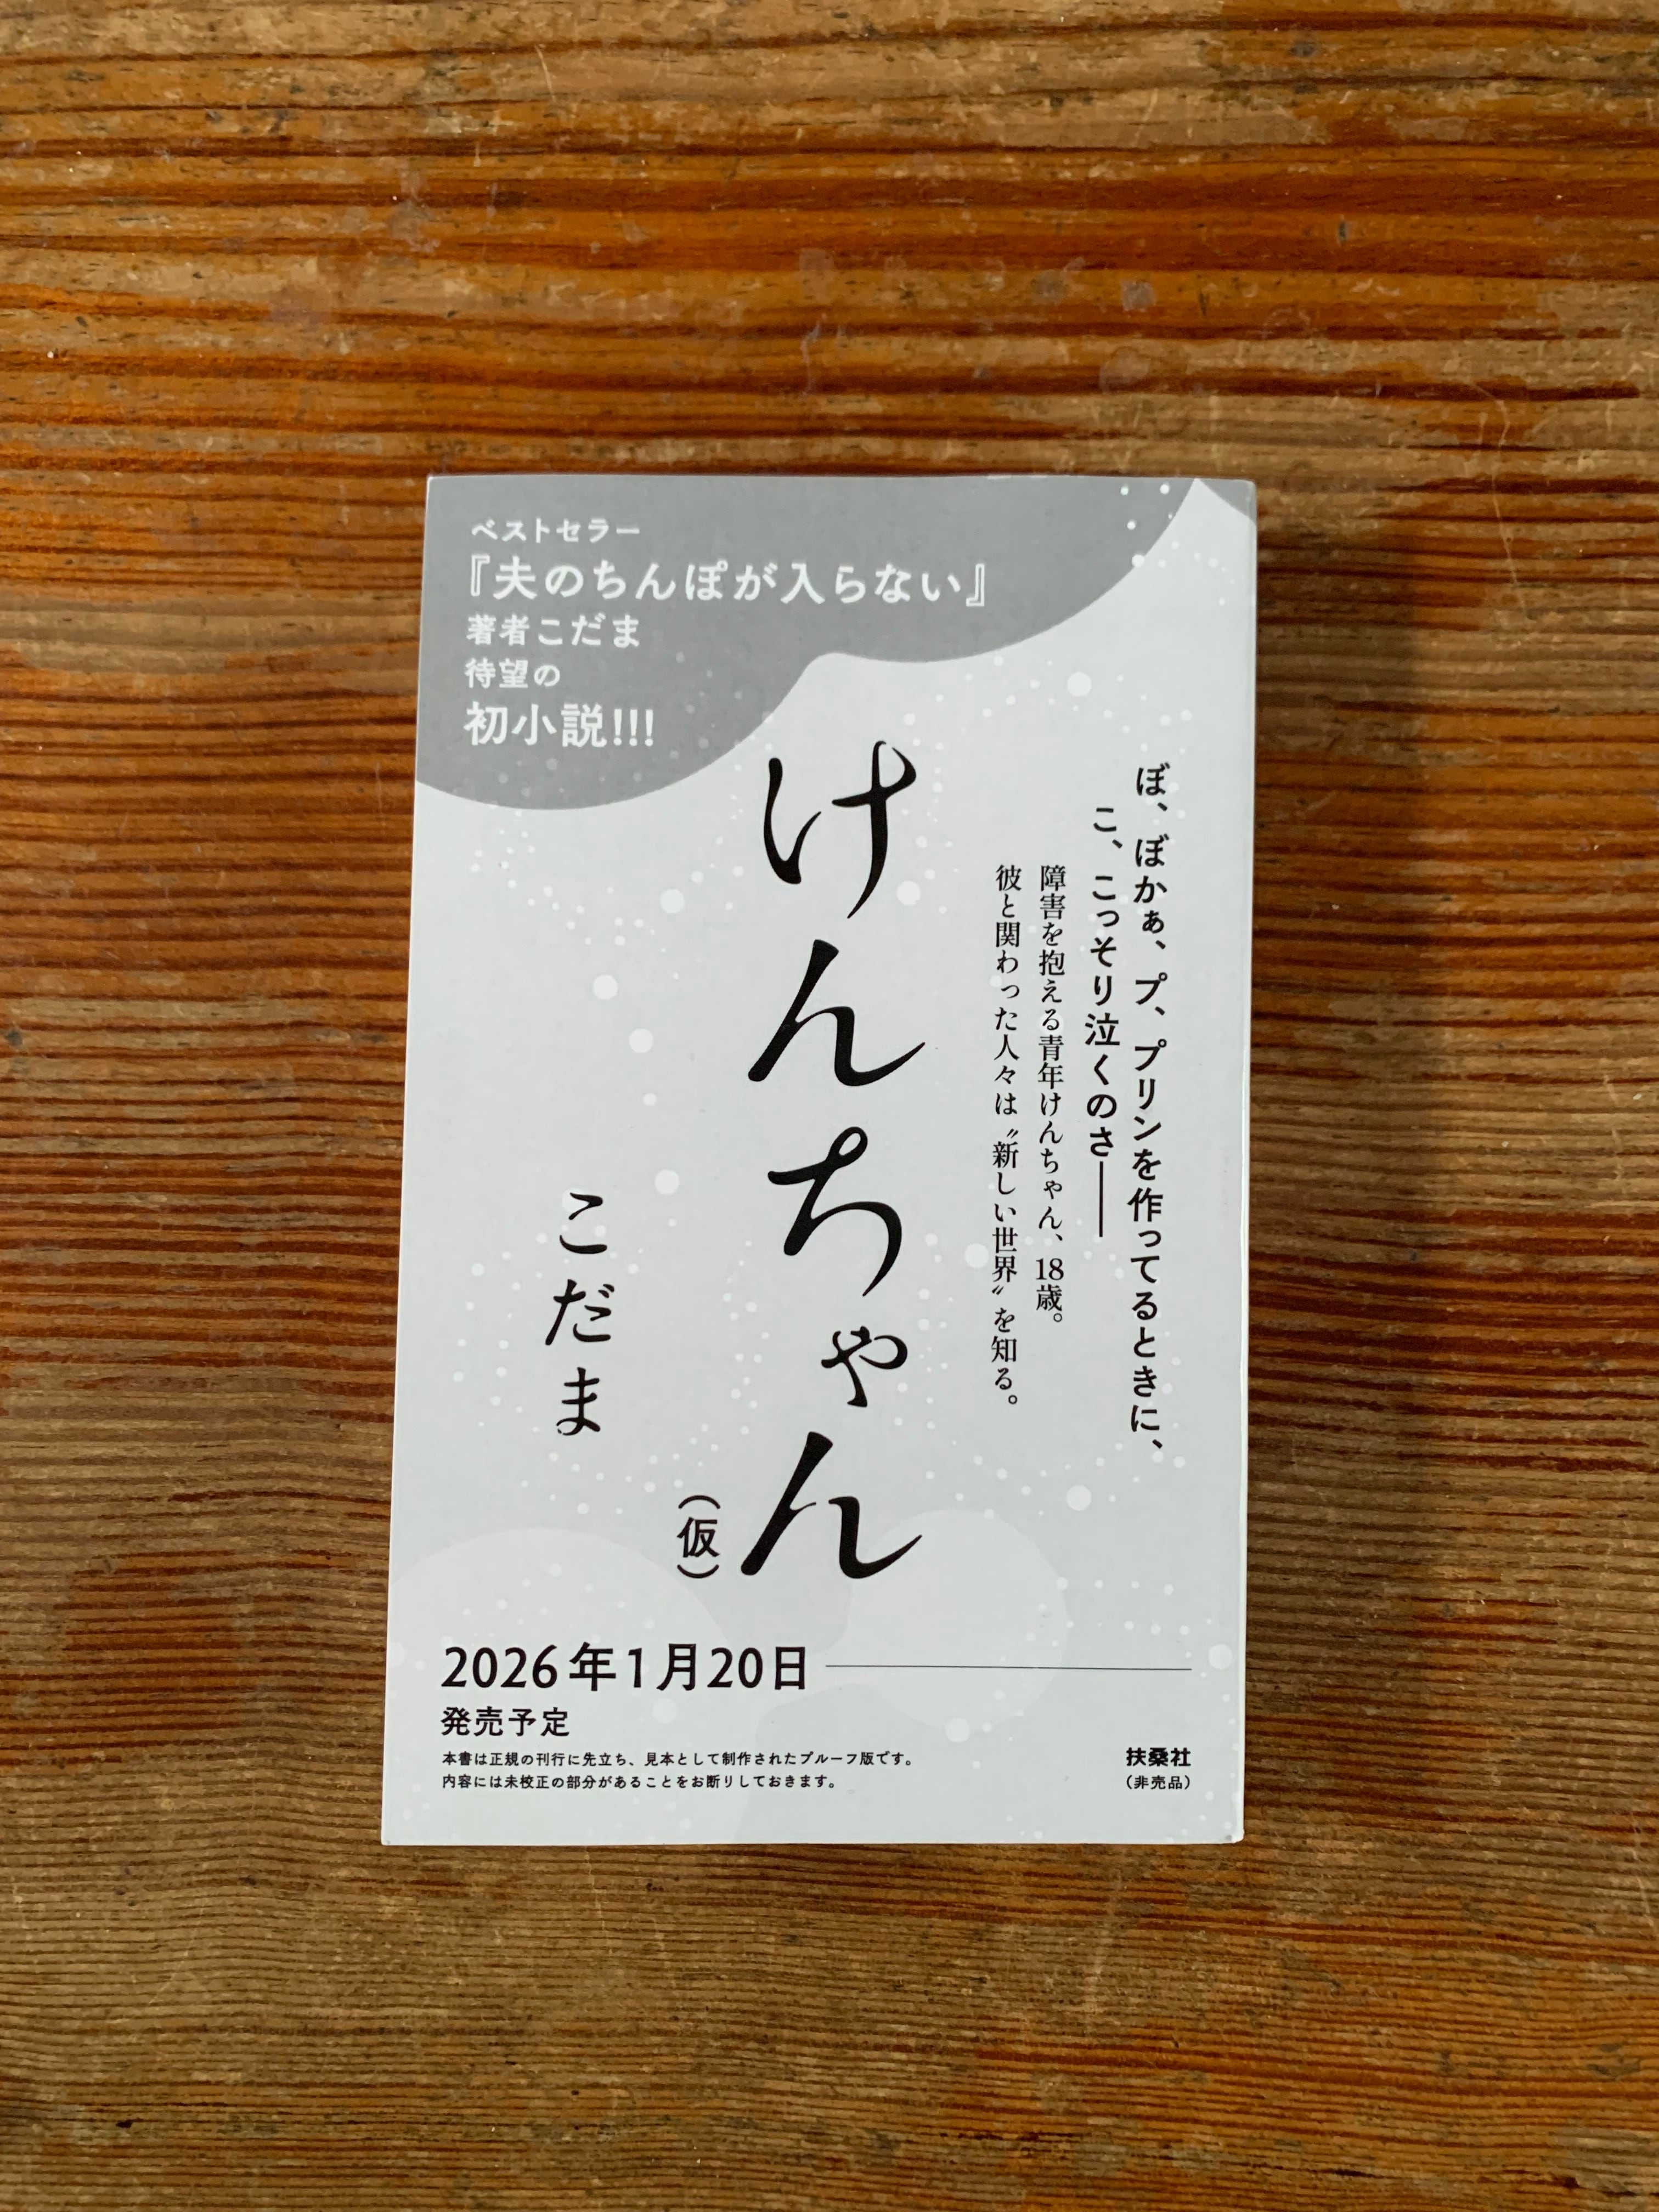 ベストセラー
『夫のちんぽが入らない』
著者こだま
待望の
初小説!!!
ぼ、ぼかぁ、プ、プリンを作ってるときに、
こ、こっそり泣くのさ――
障害を抱える青年けんちゃん、18歳。
彼と関わった人々は〝新しい世界〟を知る。
けんちゃん
（仮）
こだま
2026年1月20日
発売予定
本書は正規の刊行に先立ち、見本として制作されたプルーフ版です。
内容には未校正の部分があることをお断りしておきます。
扶桑社
（非売品）